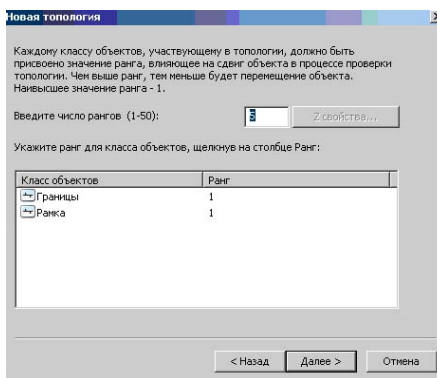 Новая топология
Каждому классу объектов, участвующему в топологии, должно быть
присвоено значение ранга, влияющее на сдвиг объекта в процессе проверки
топологии. Чем выше ранг, тем меньше будет перемещение объекта.
Наивысшее значение ранга - 1.
Введите число рангов (1-50): 5 Z свойства...
Укажите ранг для класса объектов, щелкнув на столбце Ранг:
Класс объектов Ранг
Границы 1
Рамка 1
< Назад Далее > Отмена